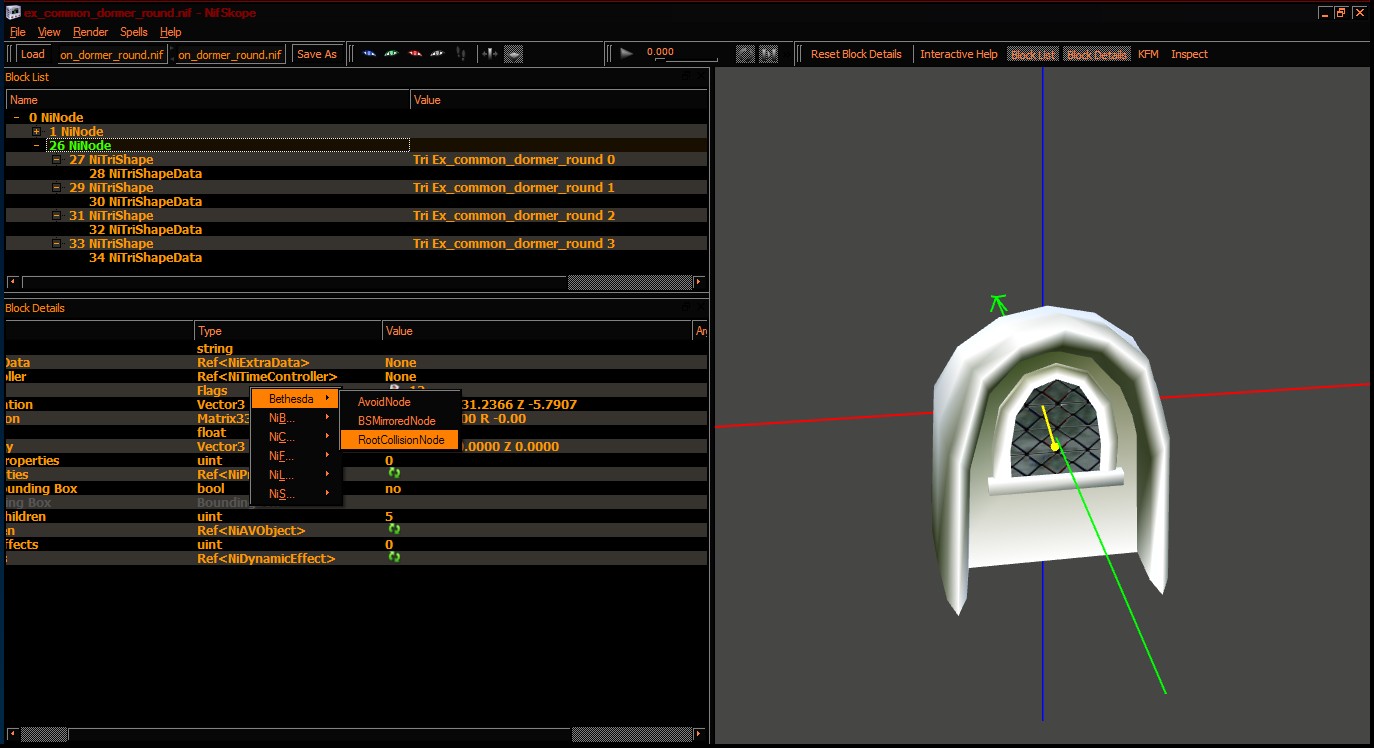 ex_common_dormer_round.nif - NifSkope
File View Render Spells Help
Load on_dormer_round.nif on_dormer_round.nif Save As 0.000 Reset Block Details Interactive Help Block List Block Details KFM Inspect
Block List
Name Value
0 NiNode
1 NiNode
26 NiNode
27 NiTriShape Tri Ex_common_dormer_round 0
28 NiTriShapeData
29 NiTriShape Tri Ex_common_dormer_round 1
30 NiTriShapeData
31 NiTriShape Tri Ex_common_dormer_round 2
32 NiTriShapeData
33 NiTriShape Tri Ex_common_dormer_round 3
34 NiTriShapeData
Block Details
Type Value Ar
string
Data Ref<NiExtraData> None
oller Ref<NiTimeController> None
Flags 12
ation Vector3 31.2366 Z -5.7907
on Matrix33 00 R -0.00
float
y Vector3 .0000 Z 0.0000
roperties uint 0
ties Ref<NiPr
ounding Box bool no
ing Box Bounding
hildren uint 5
en Ref<NiAVObject>
ffects uint 0
s Ref<NiDynamicEffect>
Bethesda
NiB...
NiC...
NiF...
NiL...
NiS...
AvoidNode
BSMirroredNode
RootCollisionNode